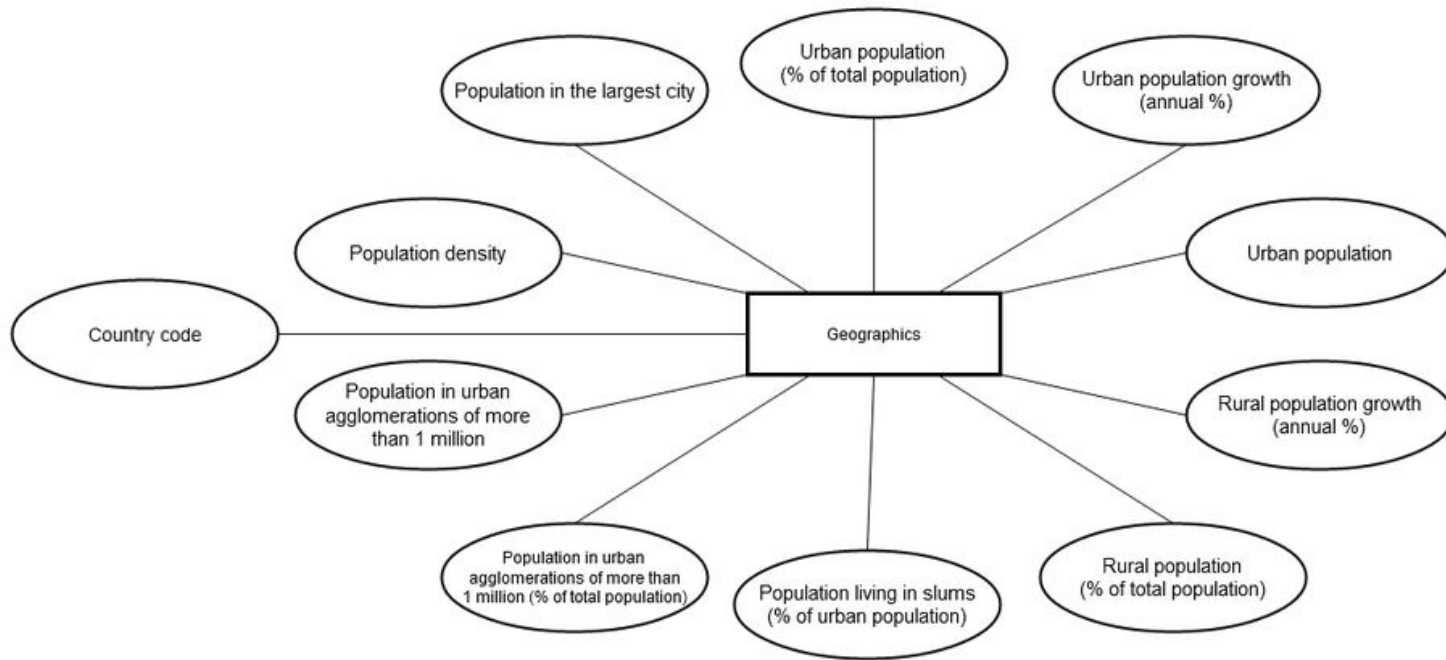 Urban population
(% of total population)
Population in the largest city
Urban population growth
(annual %)
Population density
Urban population
Country code
Geographics
Population in urban
agglomerations of more
than 1 million
Rural population growth
(annual %)
Population in urban
agglomerations of more than
1 million (% of total population)
Population living in slums
(% of urban population)
Rural population
(% of total population)